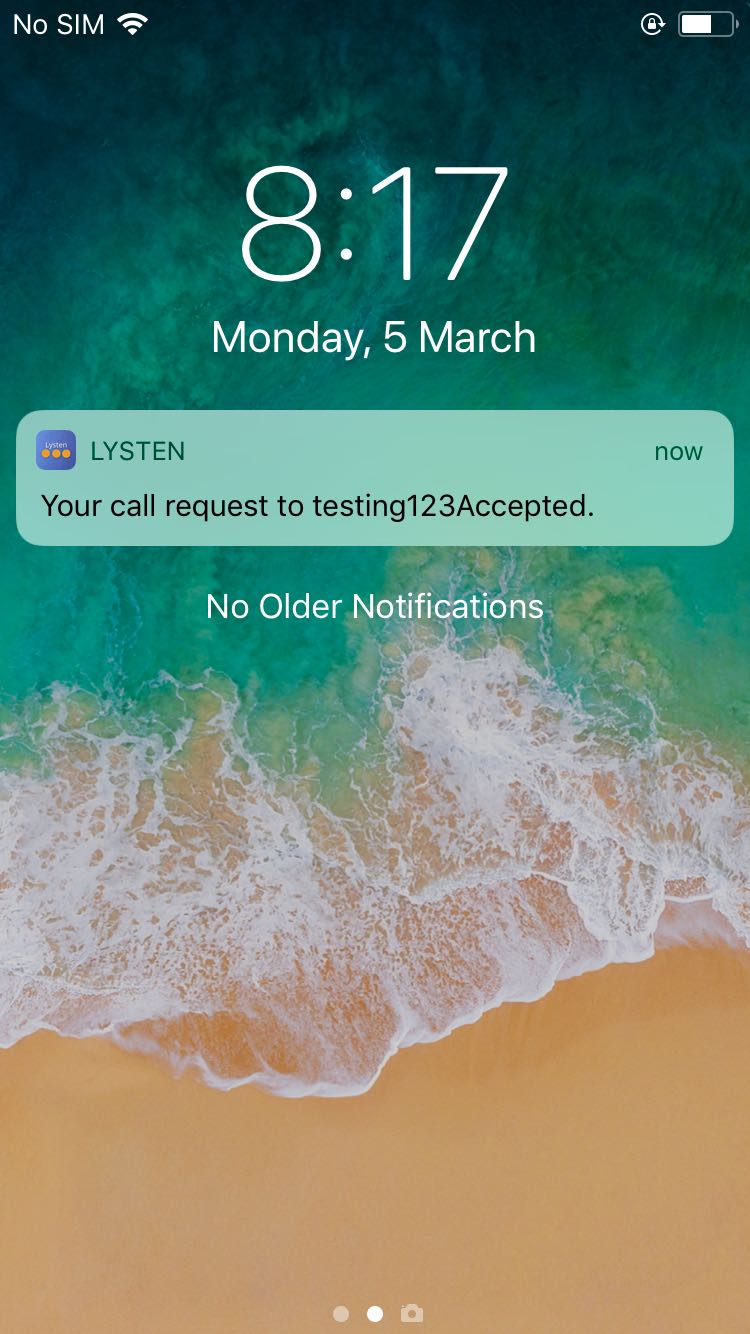 No SIM
8:17
Monday, 5 March
Lysten
LYSTEN
now
Your call request to testing123Accepted.
No Older Notifications